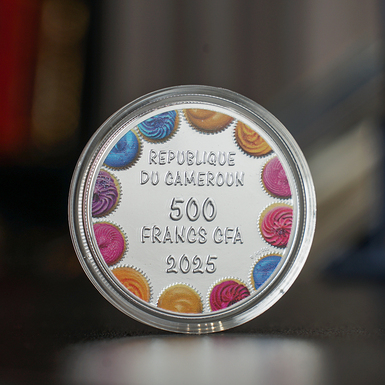 REPUBLIQUE
DU CAMEROUN
500
FRANCS CFA
2025